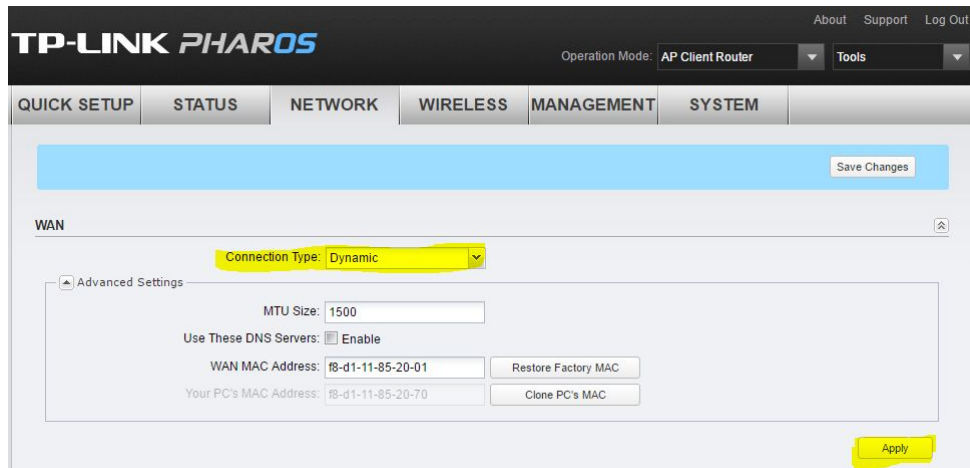 About Support Log Out
TP-LINK PHAROS
Operation Mode: AP Client Router Tools
QUICK SETUP STATUS NETWORK WIRELESS MANAGEMENT SYSTEM
Save Changes
WAN
Connection Type: Dynamic
Advanced Settings
MTU Size: 1500
Use These DNS Servers: Enable
WAN MAC Address: f8-d1-11-85-20-01 Restore Factory MAC
Your PC's MAC Address: f8-d1-11-85-20-70 Clone PC's MAC
Apply